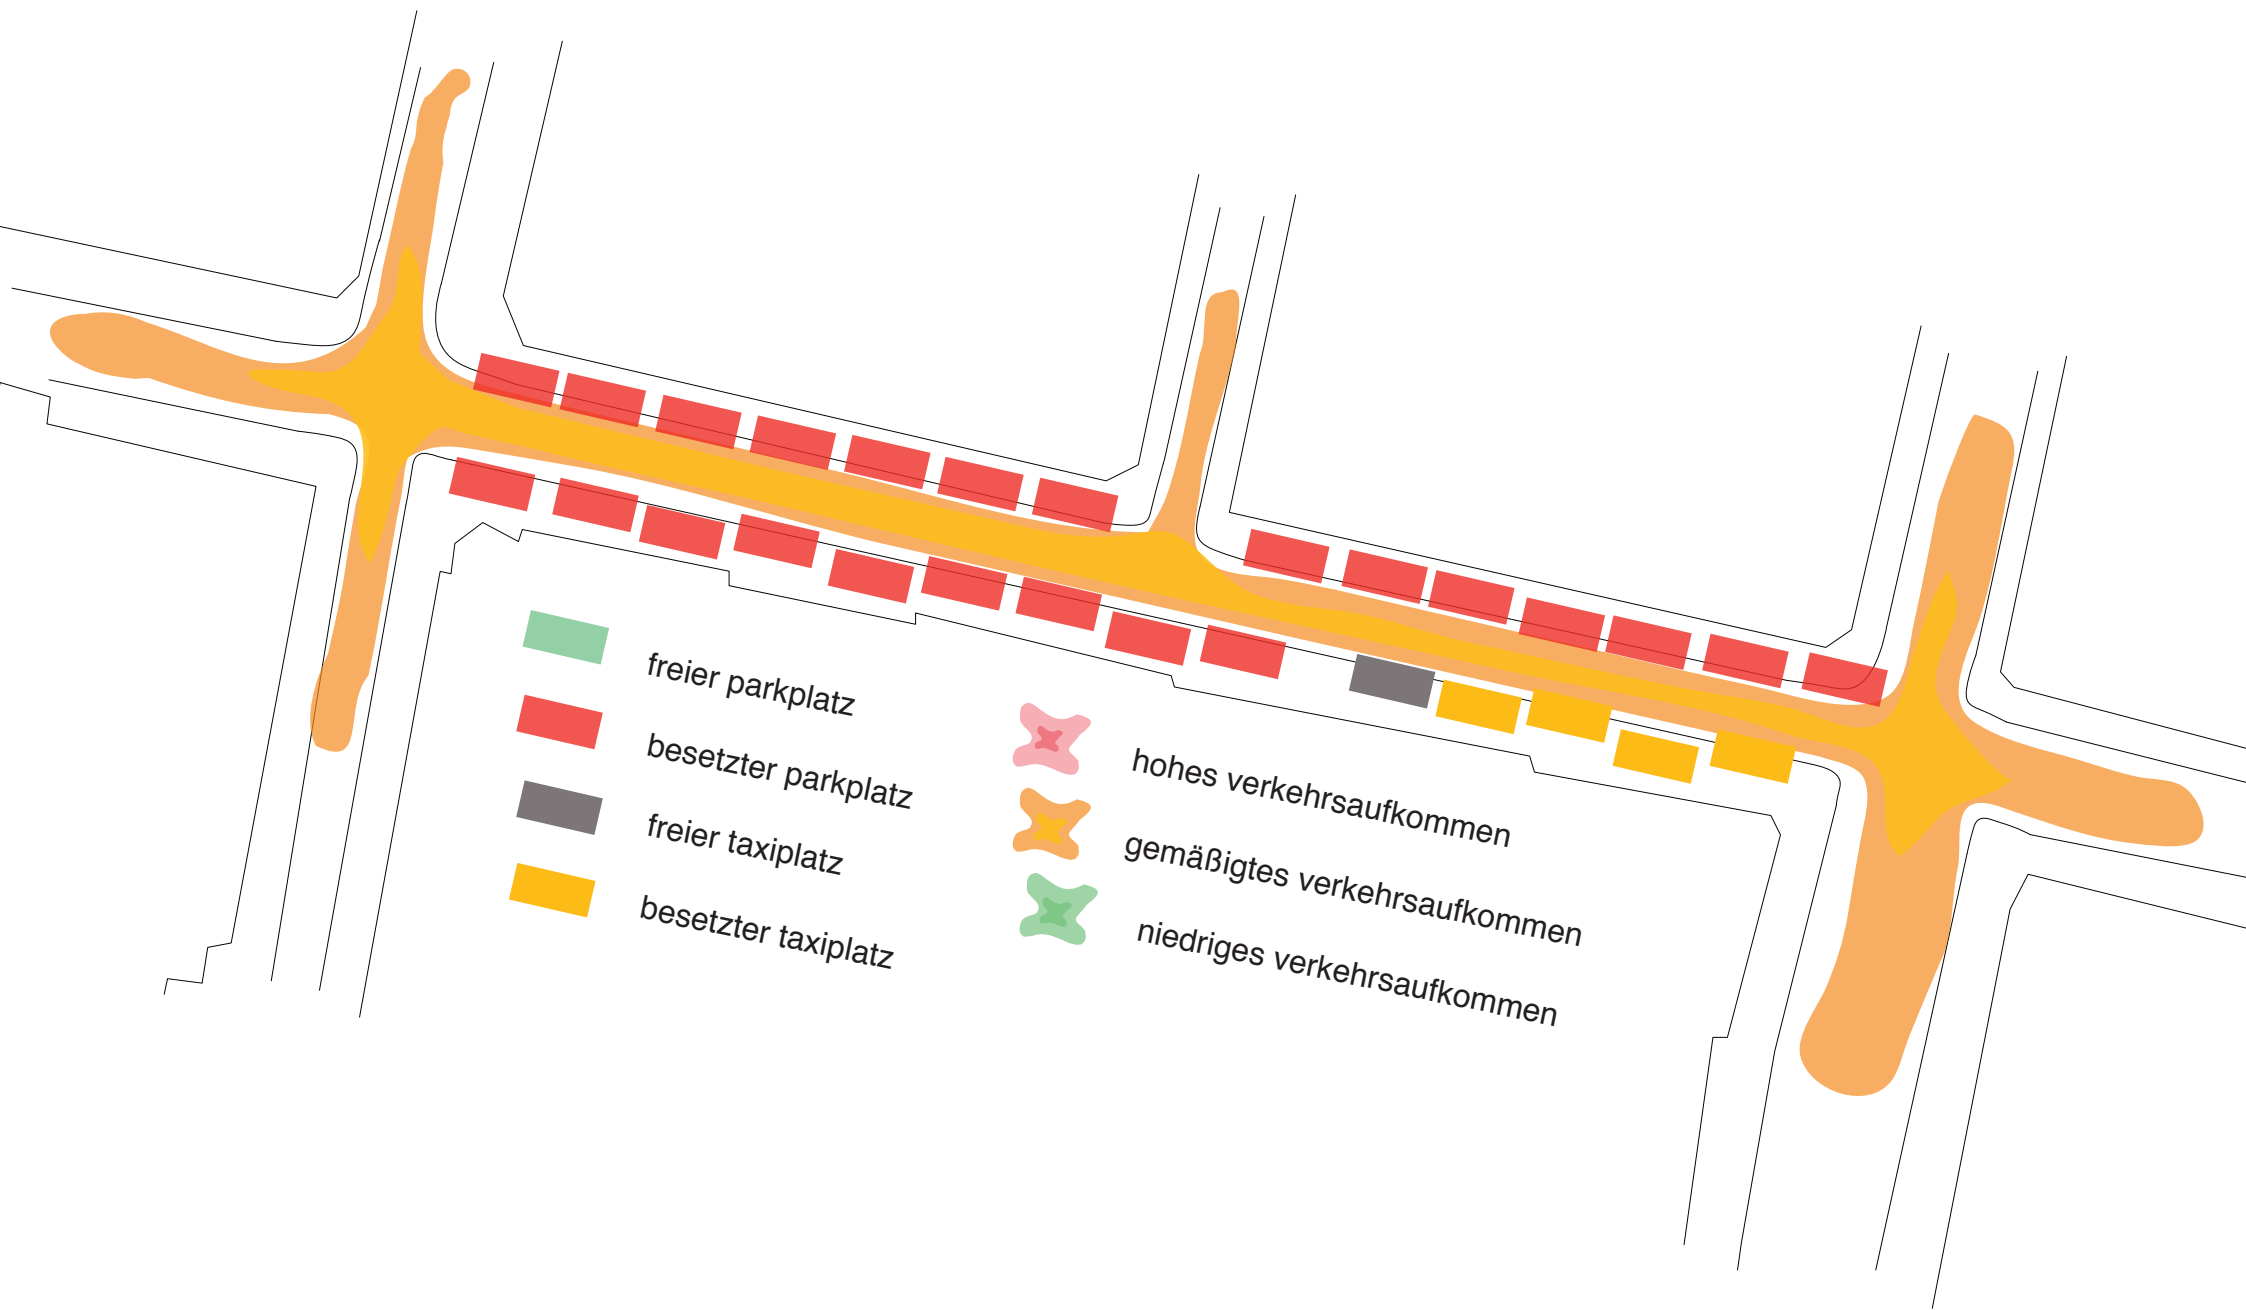 freier parkplatz
besetzter parkplatz
freier taxiplatz
besetzter taxiplatz
hohes verkehrsaufkommen
gemäßigtes verkehrsaufkommen
niedriges verkehrsaufkommen